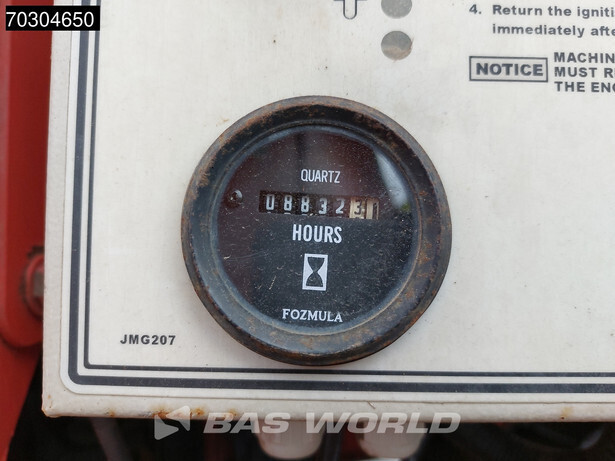 70304650
4. Return the igniti
immediately afte
NOTICE
MACHIN
MUST R
THE ENG
QUARTZ
0883231
HOURS
FOZMULA
JMG207
BAS WORLD